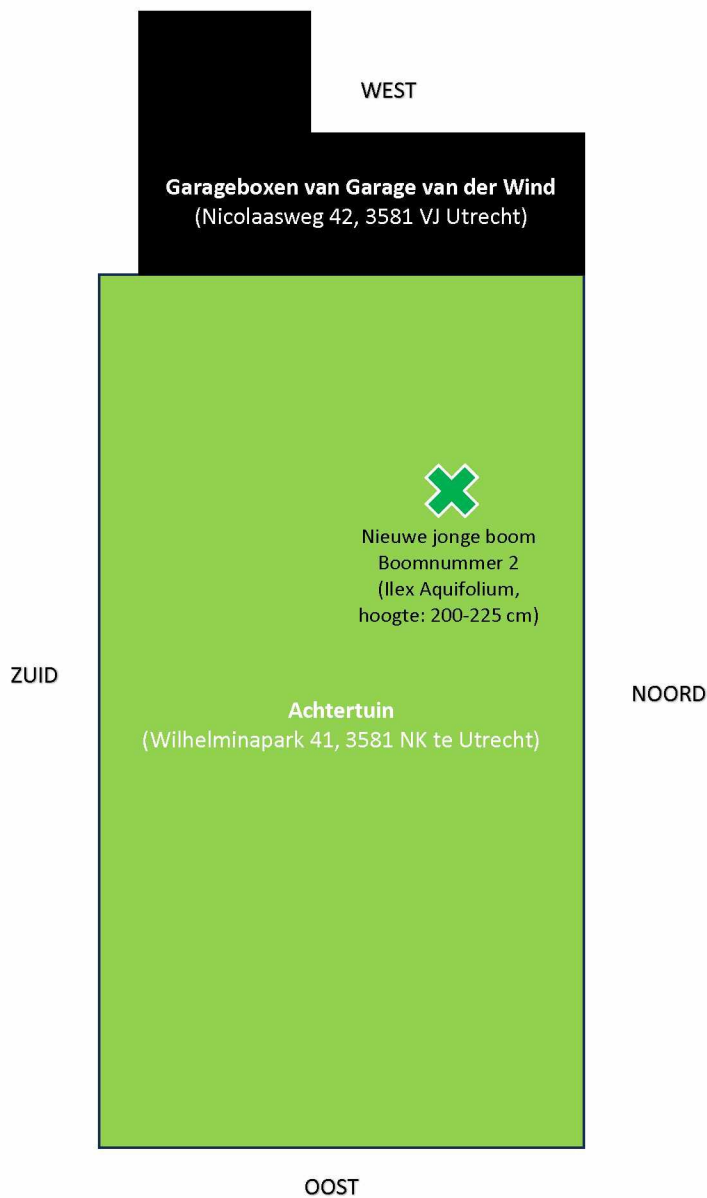 WEST
Garageboxen van Garage van der Wind
(Nicolaasweg 42, 3581 VJ Utrecht)
Nieuwe jonge boom
Boomnummer 2
(Ilex Aquifolium,
hoogte: 200-225 cm)
ZUID
NOORD
Achtertuin
(Wilhelminapark 41, 3581 NK te Utrecht)
OOST